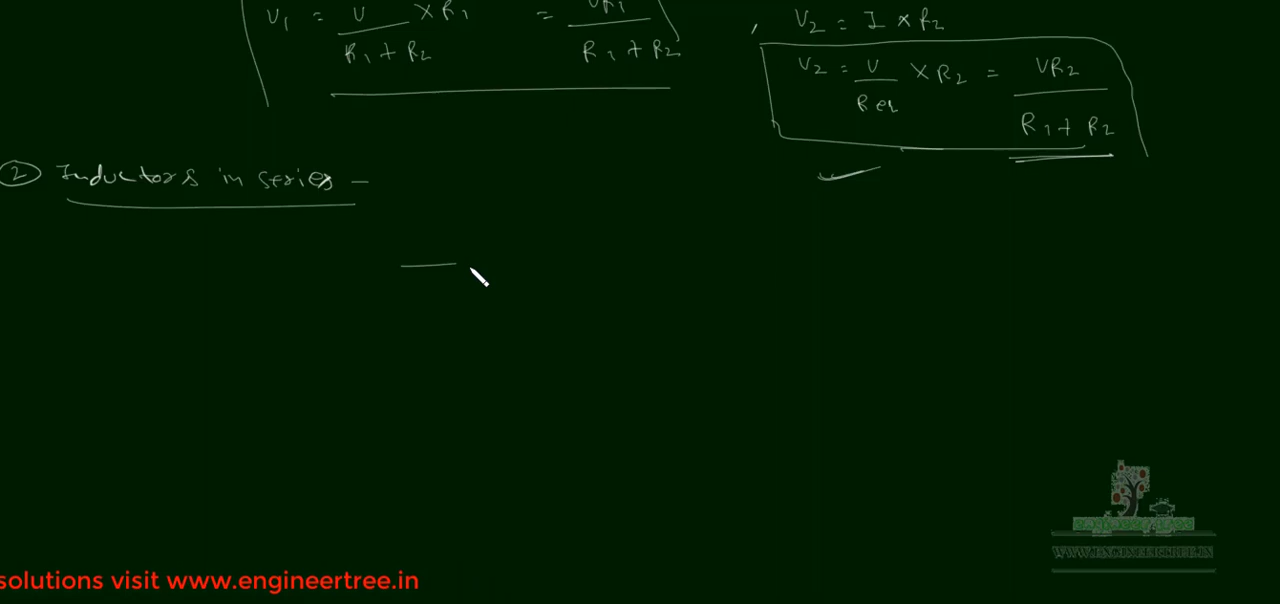 V₁ = V / R₁ + R₂ × R₁ = VR₁ / R₁ + R₂
V₂ = I × R₂
V₂ = V / Req × R₂ = VR₂ / R₁ + R₂
② Inductors in series –
WWW.ENGINEERTREE.IN
solutions visit www.engineertree.in